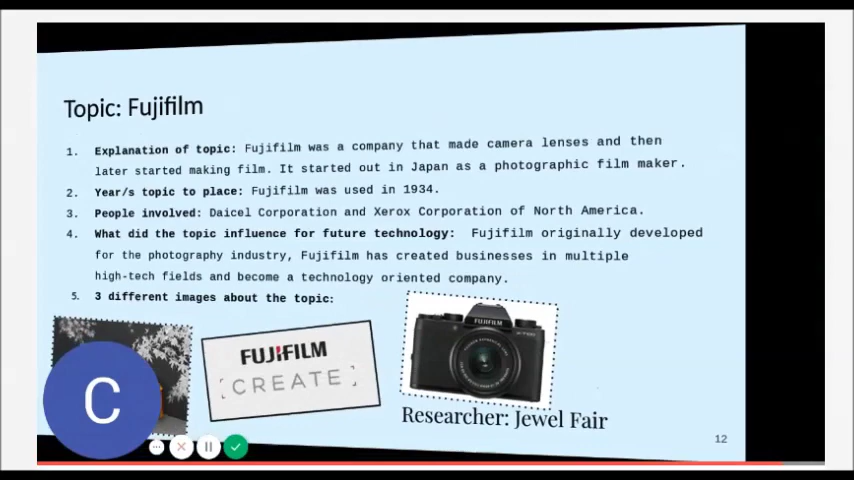 Topic: Fujifilm
1. Explanation of topic: Fujifilm was a company that made camera lenses and then
later started making film. It started out in Japan as a photographic film maker.
2. Year/s topic to place: Fujifilm was used in 1934.
3. People involved: Daicel Corporation and Xerox Corporation of North America.
4. What did the topic influence for future technology: Fujifilm originally developed
for the photography industry, Fujifilm has created businesses in multiple
high-tech fields and become a technology oriented company.
5. 3 different images about the topic:
FUJIFILM
[CREATE]
FUJIFILM
C
Researcher: Jewel Fair
12